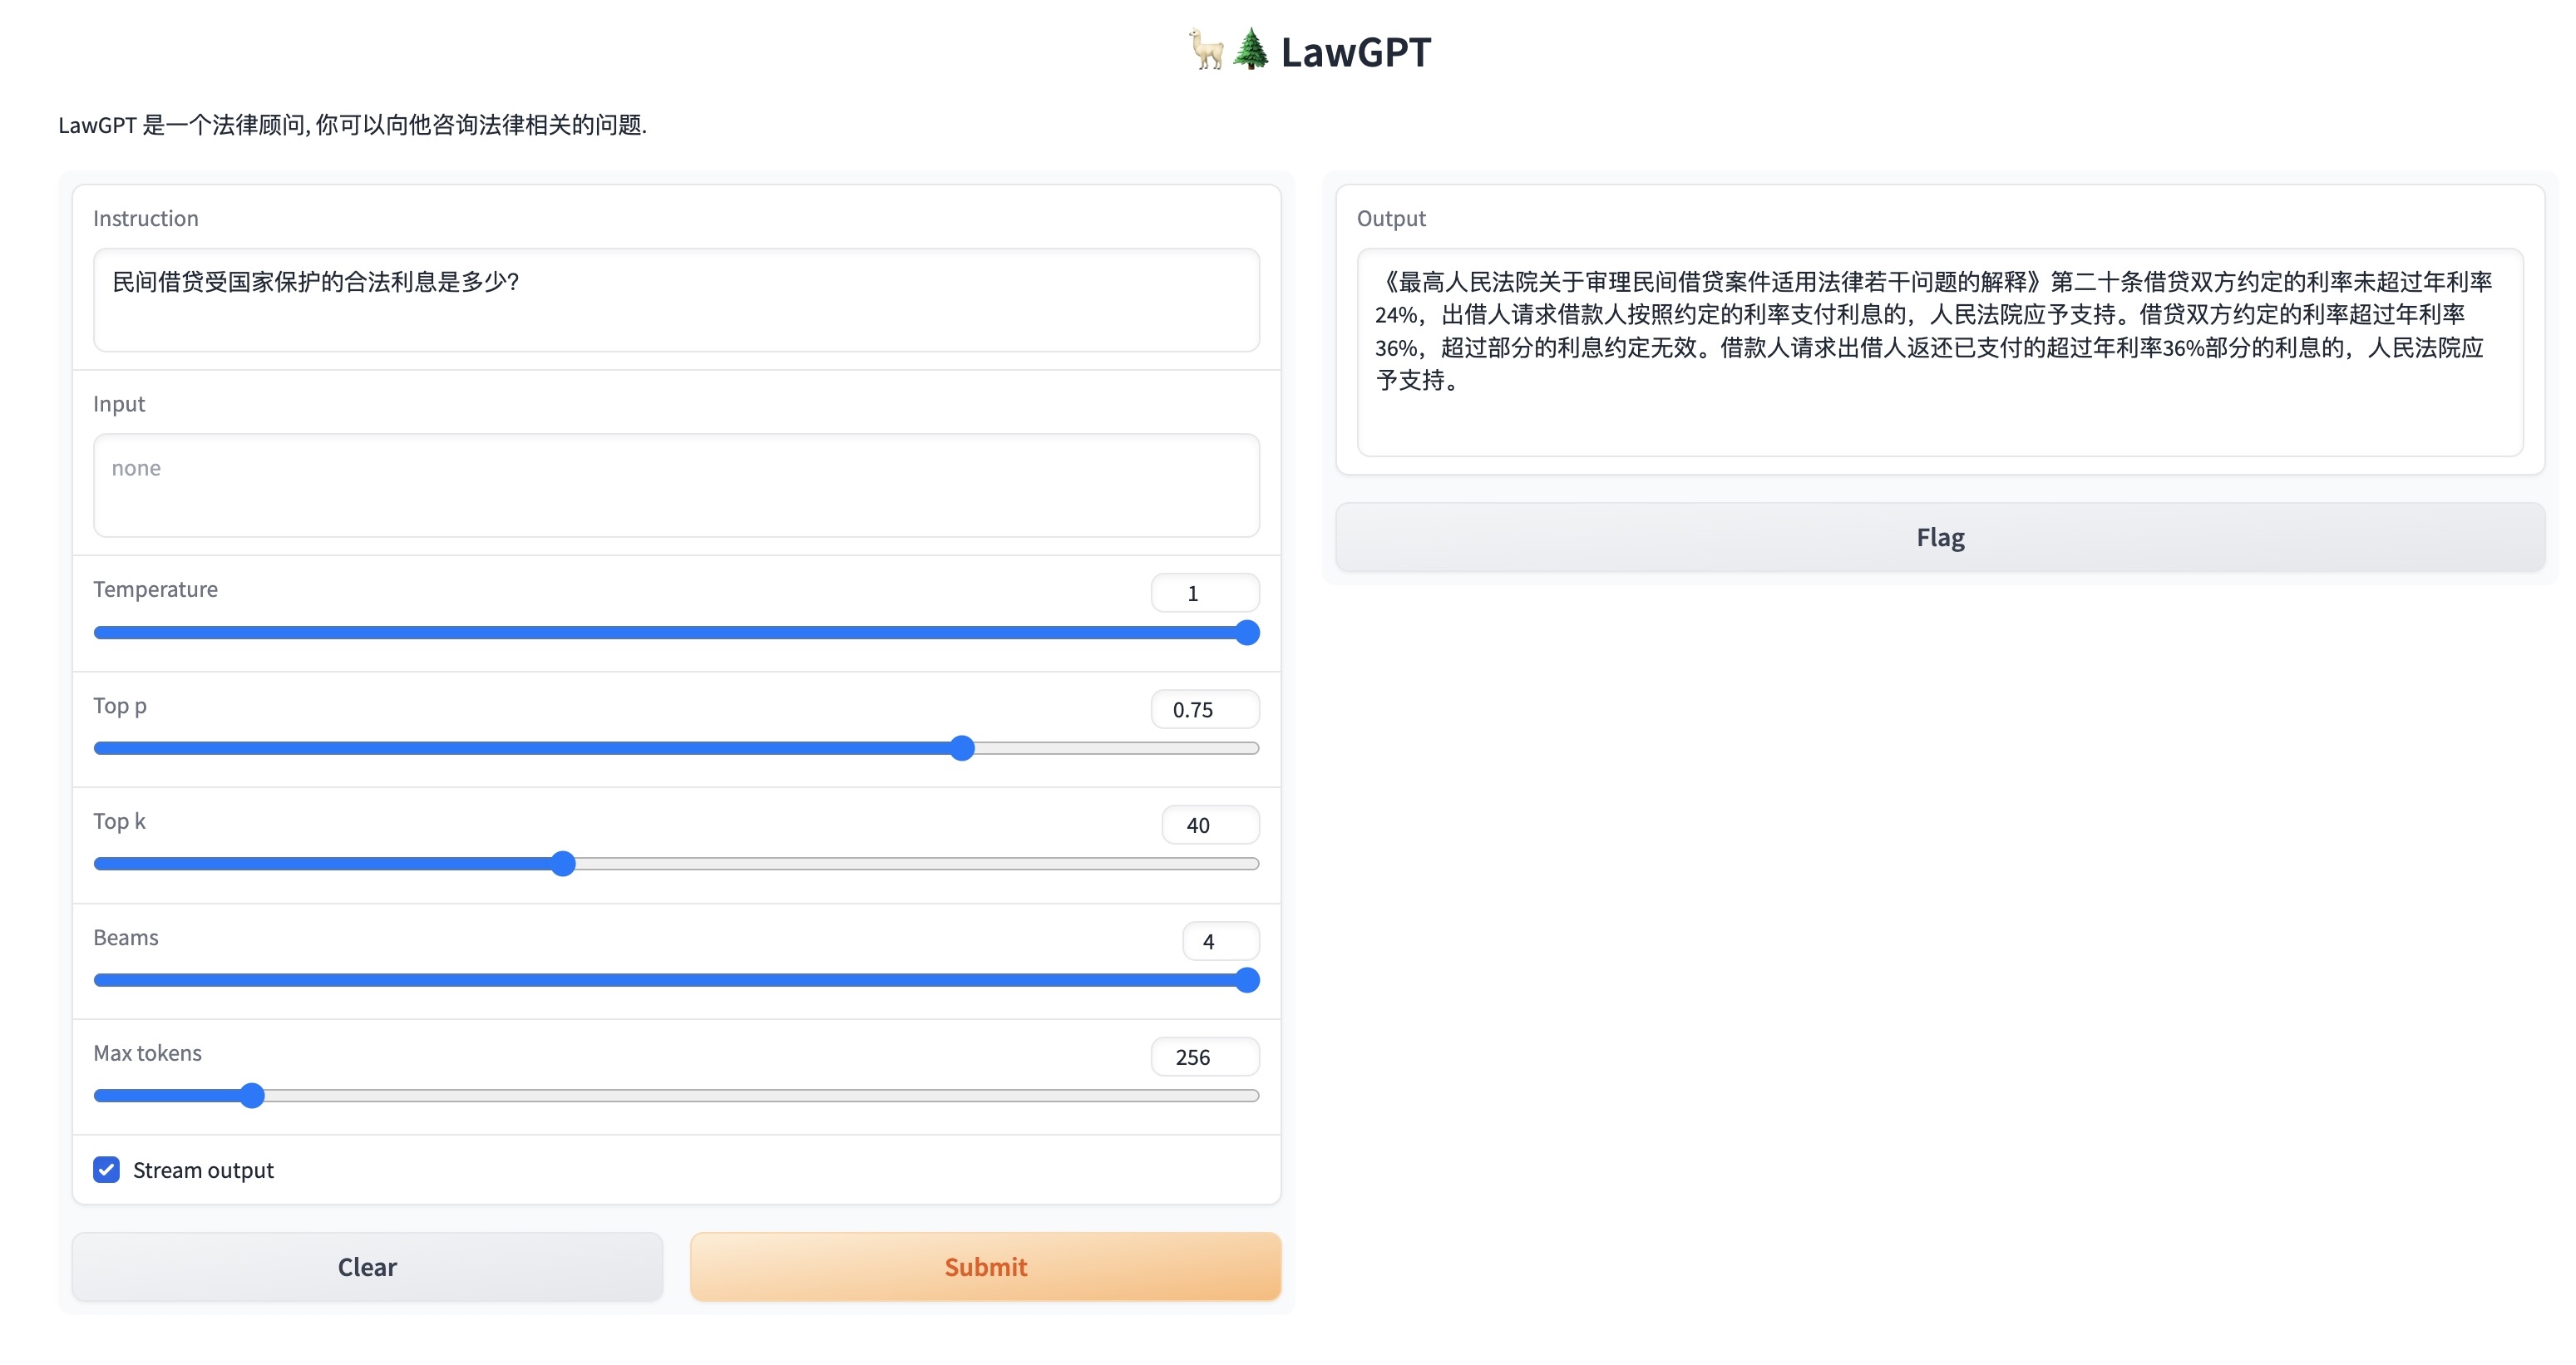 🦙🌲 LawGPT
LawGPT 是一个法律顾问, 你可以向他咨询法律相关的问题.
Instruction
民间借贷受国家保护的合法利息是多少?
Input
none
Temperature
1
Top p
0.75
Top k
40
Beams
4
Max tokens
256
Stream output
Clear
Submit
Output
《最高人民法院关于审理民间借贷案件适用法律若干问题的解释》第二十条借贷双方约定的利率未超过年利率
24%，出借人请求借款人按照约定的利率支付利息的，人民法院应予支持。借贷双方约定的利率超过年利率
36%，超过部分的利息约定无效。借款人请求出借人返还已支付的超过年利率36%部分的利息的，人民法院应
予支持。
Flag